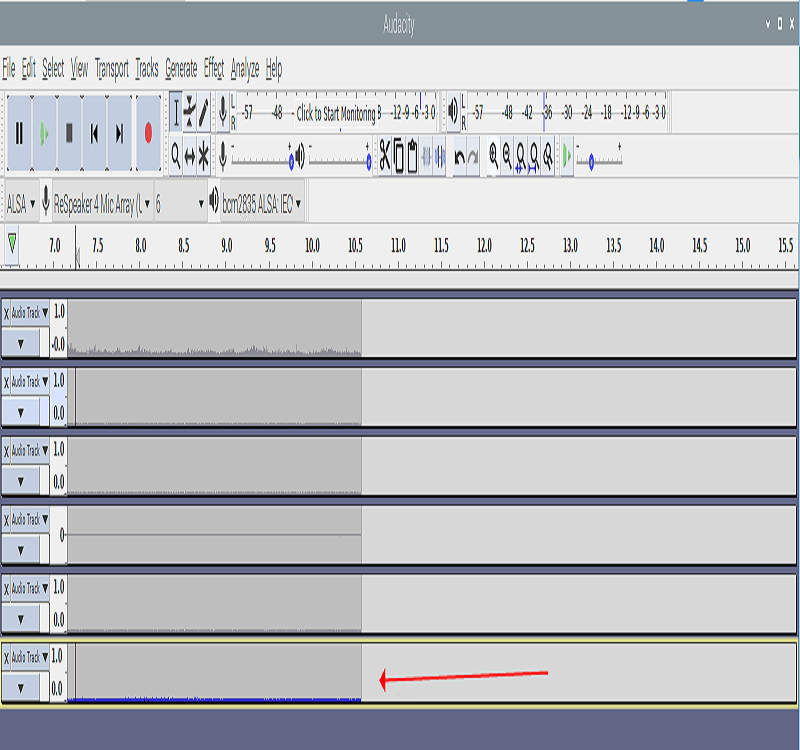 Audacity
File Edit Select View Transport Tracks Generate Effect Analyze Help
L R -57 -48 - Click to Start Monitoring 8 -12 -9 -6 -3 0 L R -57 -48 -42 -36 -30 -24 -18 -12 -9 -6 -3 0
- + - + - +
ALSA ReSpeaker 4 Mic Array (U 6 bcm2835 ALSA: IEC
7.0 7.5 8.0 8.5 9.0 9.5 10.0 10.5 11.0 11.5 12.0 12.5 13.0 13.5 14.0 14.5 15.0 15.5
X Audio Track 1.0
-0.0
X Audio Track 1.0
0.0
X Audio Track 1.0
0.0
X Audio Track
0
X Audio Track 1.0
0.0
X Audio Track 1.0
0.0